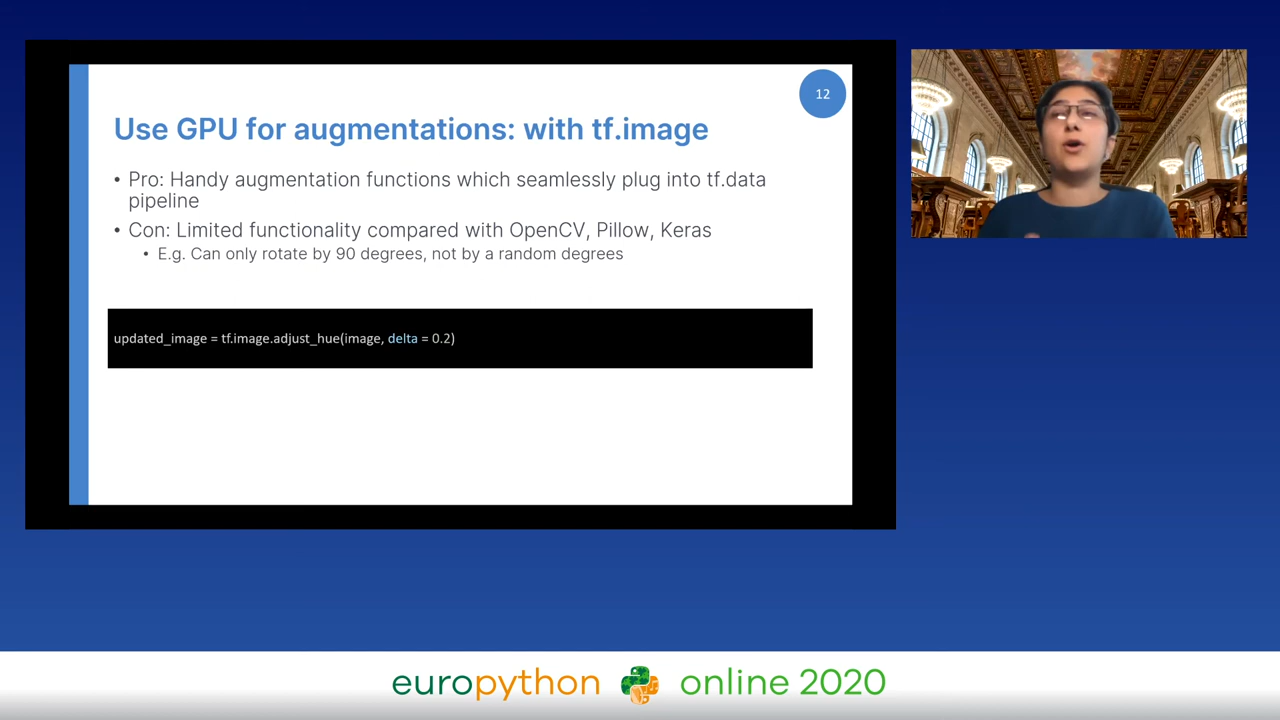 12
Use GPU for augmentations: with tf.image
• Pro: Handy augmentation functions which seamlessly plug into tf.data
pipeline
• Con: Limited functionality compared with OpenCV, Pillow, Keras
• E.g. Can only rotate by 90 degrees, not by a random degrees
updated_image = tf.image.adjust_hue(image, delta = 0.2)
europython online 2020